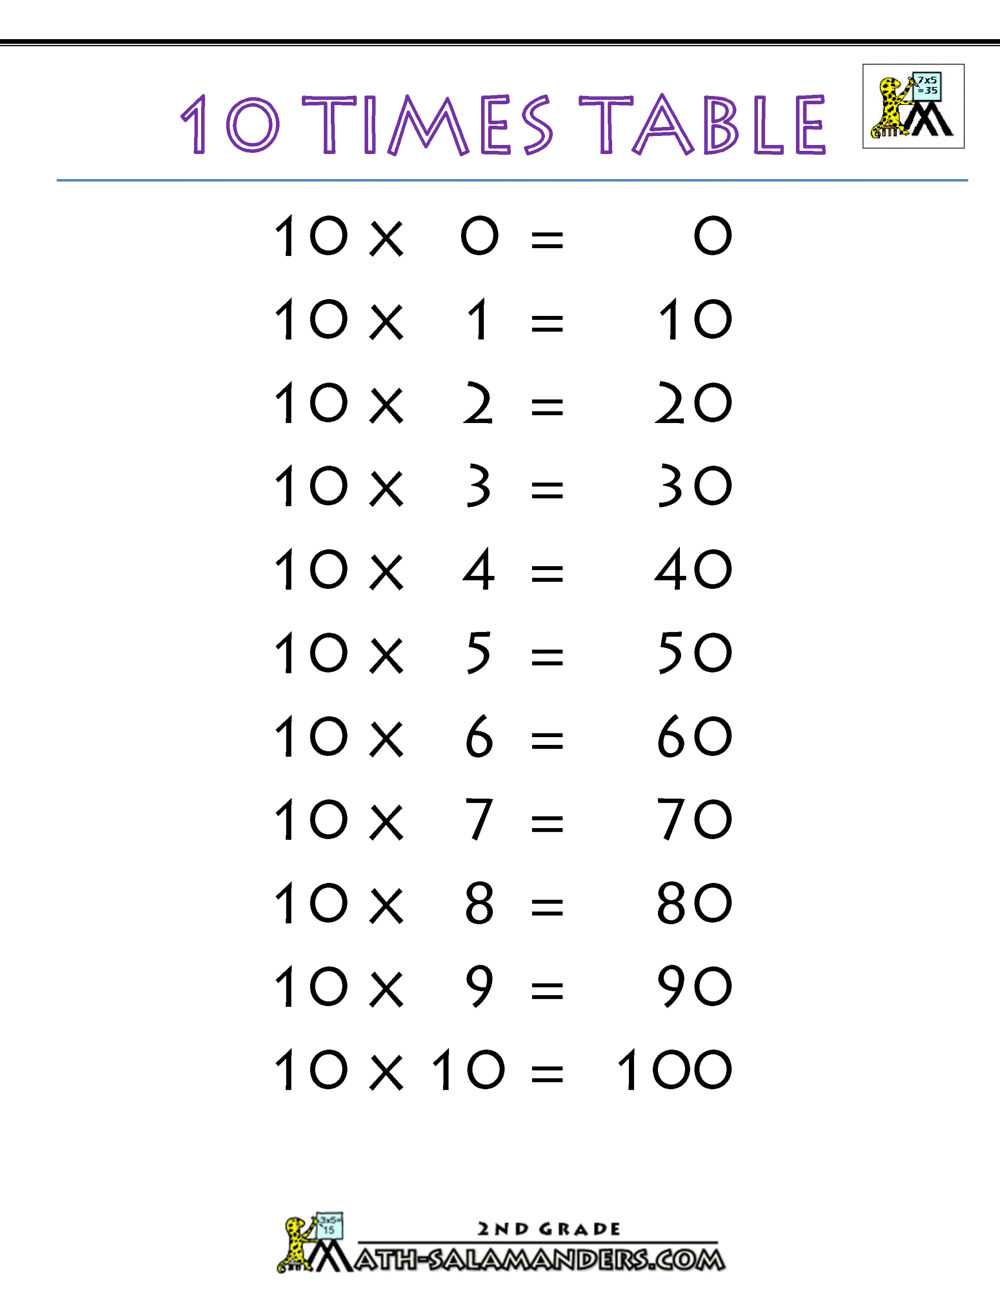 10 TIMES TABLE
7x5
=35
10 x 0 = 0
10 x 1 = 10
10 x 2 = 20
10 x 3 = 30
10 x 4 = 40
10 x 5 = 50
10 x 6 = 60
10 x 7 = 70
10 x 8 = 80
10 x 9 = 90
10 x 10 = 100
3x5=
15
2ND GRADE
MATH-SALAMANDERS.COM